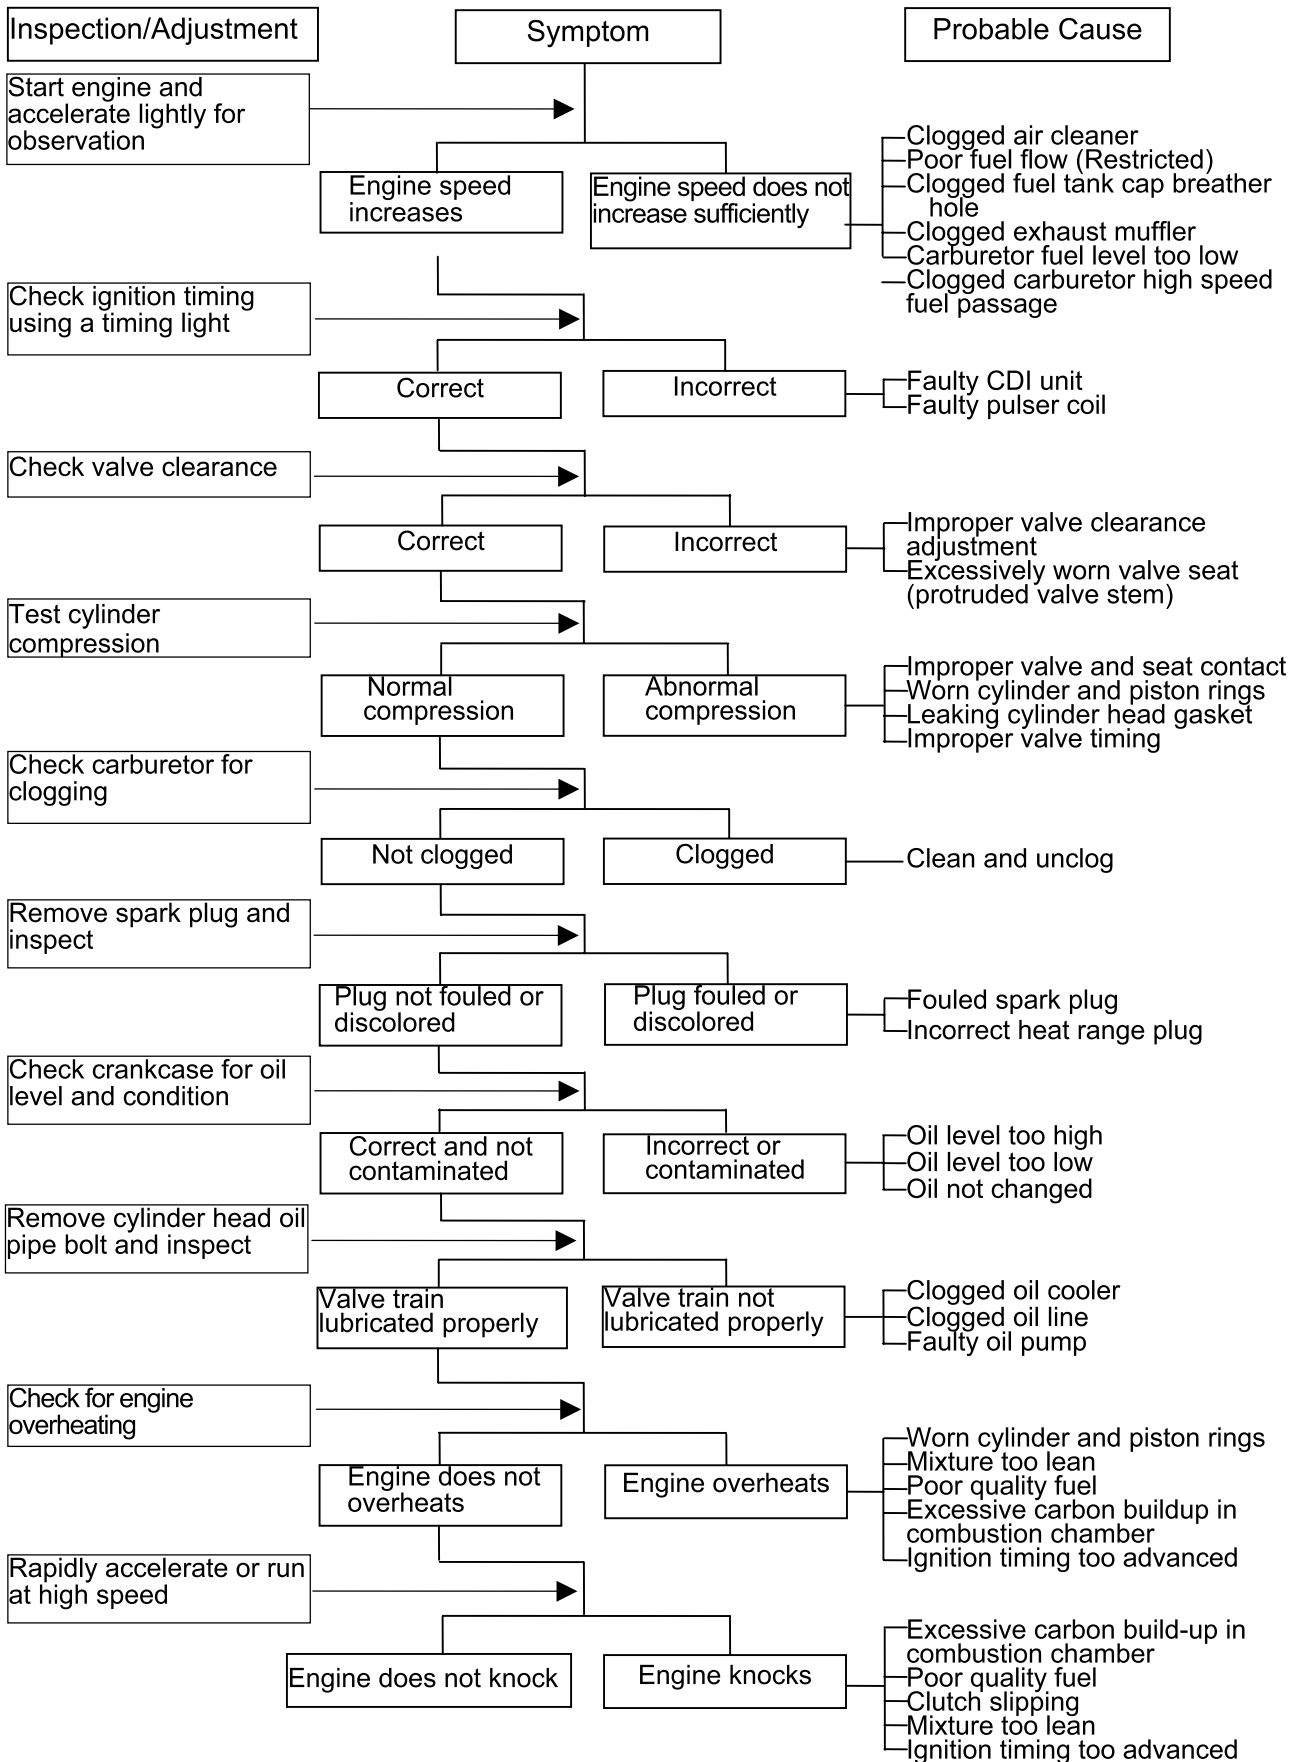 Inspection/Adjustment
Symptom
Probable Cause
Start engine and
accelerate lightly for
observation
Engine speed
increases
Engine speed does not
increase sufficiently
Clogged air cleaner
Poor fuel flow (Restricted)
Clogged fuel tank cap breather
hole
Clogged exhaust muffler
Carburetor fuel level too low
Clogged carburetor high speed
fuel passage
Check ignition timing
using a timing light
Correct
Incorrect
Faulty CDI unit
Faulty pulser coil
Check valve clearance
Correct
Incorrect
Improper valve clearance
adjustment
Excessively worn valve seat
(protruded valve stem)
Test cylinder
compression
Normal
compression
Abnormal
compression
Improper valve and seat contact
Worn cylinder and piston rings
Leaking cylinder head gasket
Improper valve timing
Check carburetor for
clogging
Not clogged
Clogged
Clean and unclog
Remove spark plug and
inspect
Plug not fouled or
discolored
Plug fouled or
discolored
Fouled spark plug
Incorrect heat range plug
Check crankcase for oil
level and condition
Correct and not
contaminated
Incorrect or
contaminated
Oil level too high
Oil level too low
Oil not changed
Remove cylinder head oil
pipe bolt and inspect
Valve train
lubricated properly
Valve train not
lubricated properly
Clogged oil cooler
Clogged oil line
Faulty oil pump
Check for engine
overheating
Engine does not
overheats
Engine overheats
Worn cylinder and piston rings
Mixture too lean
Poor quality fuel
Excessive carbon buildup in
combustion chamber
Ignition timing too advanced
Rapidly accelerate or run
at high speed
Engine does not knock
Engine knocks
Excessive carbon build-up in
combustion chamber
Poor quality fuel
Clutch slipping
Mixture too lean
Ignition timing too advanced